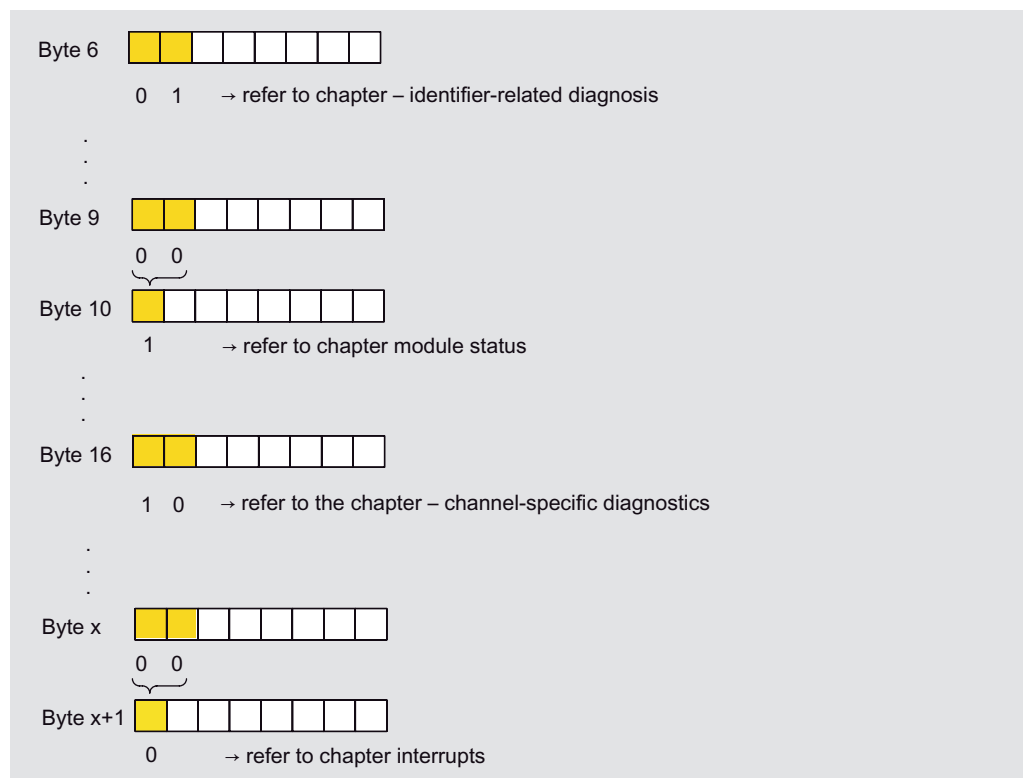 Byte 6
0 1 → refer to chapter – identifier-related diagnosis
.
.
.
Byte 9
0 0
Byte 10
1 → refer to chapter module status
.
.
.
Byte 16
1 0 → refer to the chapter – channel-specific diagnostics
.
.
.
Byte x
0 0
Byte x+1
0 → refer to chapter interrupts